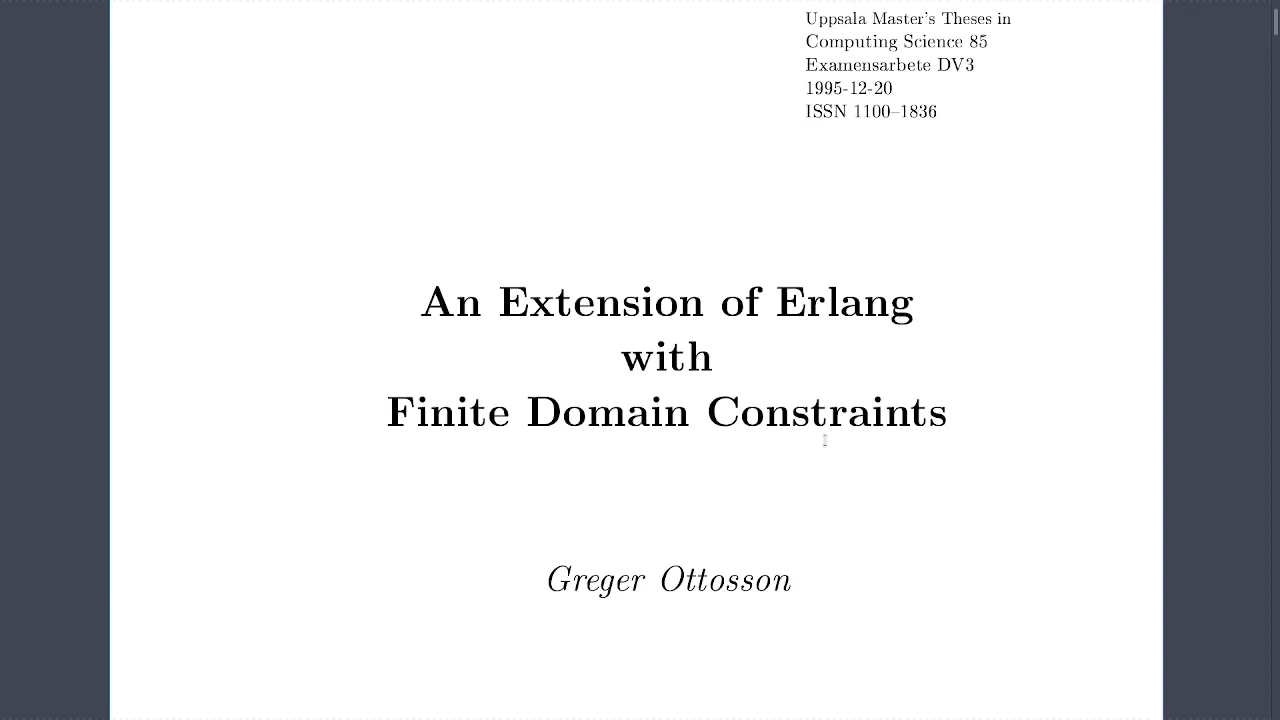 Uppsala Master's Theses in
Computing Science 85
Examensarbete DV3
1995-12-20
ISSN 1100–1836
An Extension of Erlang
with
Finite Domain Constraints
Greger Ottosson